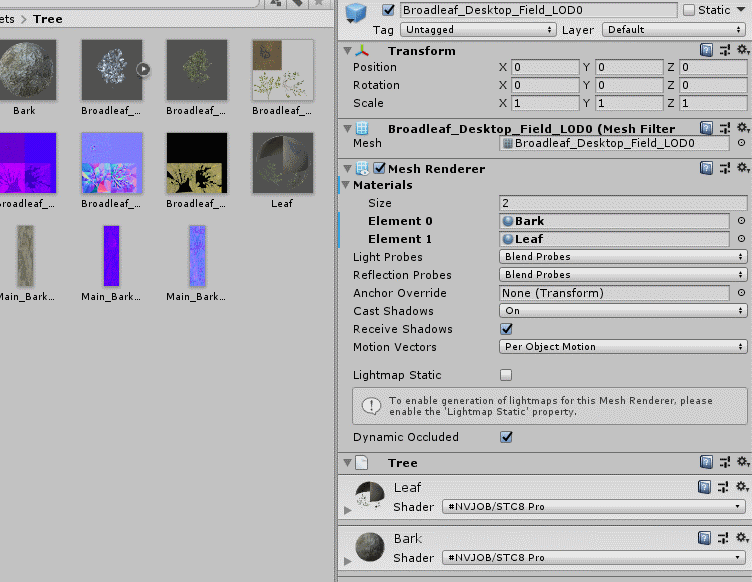 ets > Tree
Bark
Broadleaf_...
Broadleaf_...
Broadleaf_...
roadleaf_...
Broadleaf_...
Broadleaf_...
Leaf
Main_Bark...
Main_Bark...
Main_Bark...
Broadleaf_Desktop_Field_LOD0
Static
Tag Untagged Layer Default
Transform
Position X 0 Y 0 Z 0
Rotation X 0 Y 0 Z 0
Scale X 1 Y 1 Z 1
Broadleaf_Desktop_Field_LOD0 (Mesh Filter
Mesh Broadleaf_Desktop_Field_LOD0
Mesh Renderer
Materials
Size 2
Element 0 Bark
Element 1 Leaf
Light Probes Blend Probes
Reflection Probes Blend Probes
Anchor Override None (Transform)
Cast Shadows On
Receive Shadows
Motion Vectors Per Object Motion
Lightmap Static
To enable generation of lightmaps for this Mesh Renderer, please
enable the 'Lightmap Static' property.
Dynamic Occluded
Tree
Leaf
Shader #NVJOB/STC8 Pro
Bark
Shader #NVJOB/STC8 Pro